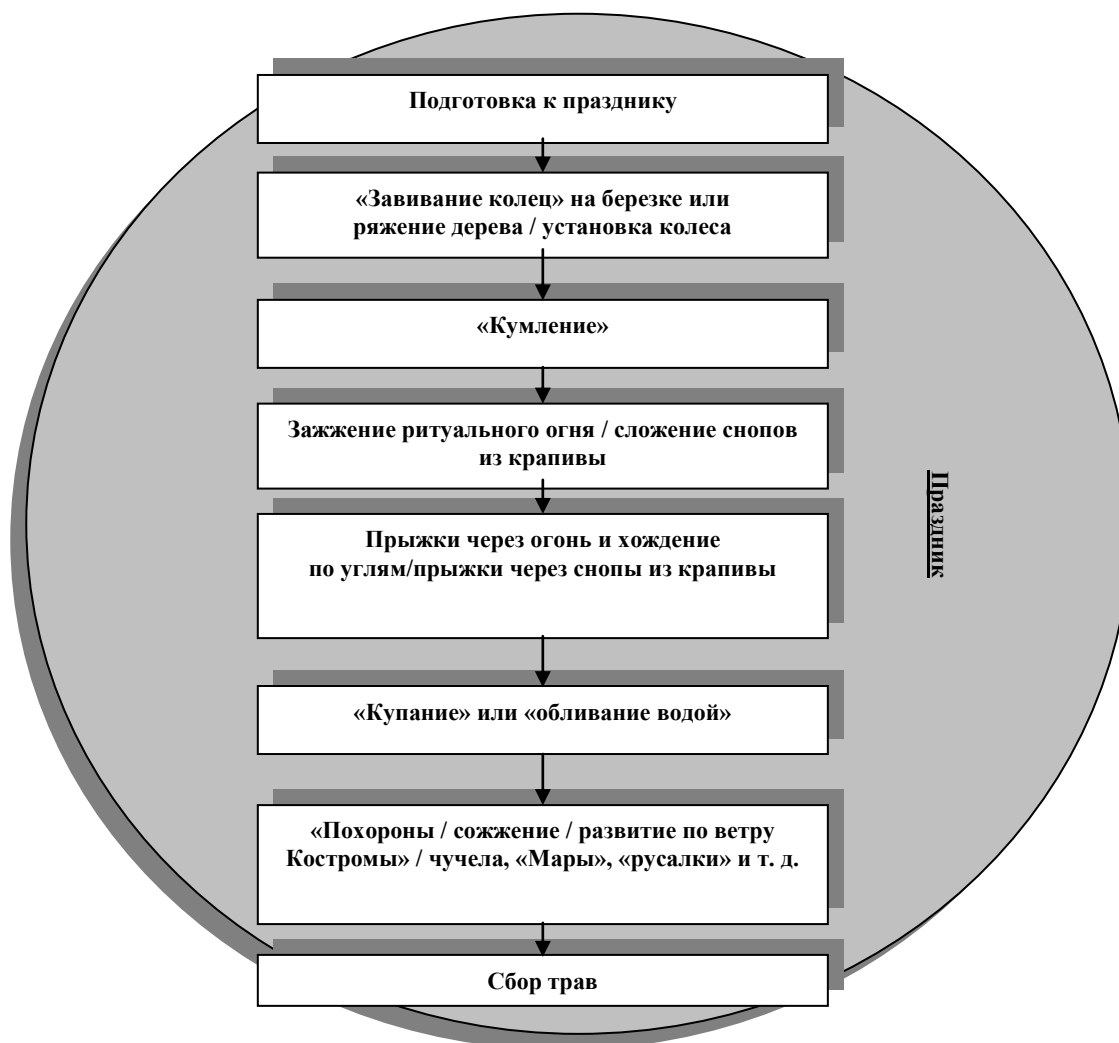 Подготовка к празднику
«Завивание колец» на березке или
ряжение дерева / установка колеса
«Кумление»
Зажжение ритуального огня / сложение снопов
из крапивы
Прыжки через огонь и хождение
по углям/прыжки через снопы из крапивы
«Купание» или «обливание водой»
«Похороны / сожжение / развитие по ветру
Костромы» / чучела, «Мары», «русалки» и т. д.
Сбор трав
Праздник